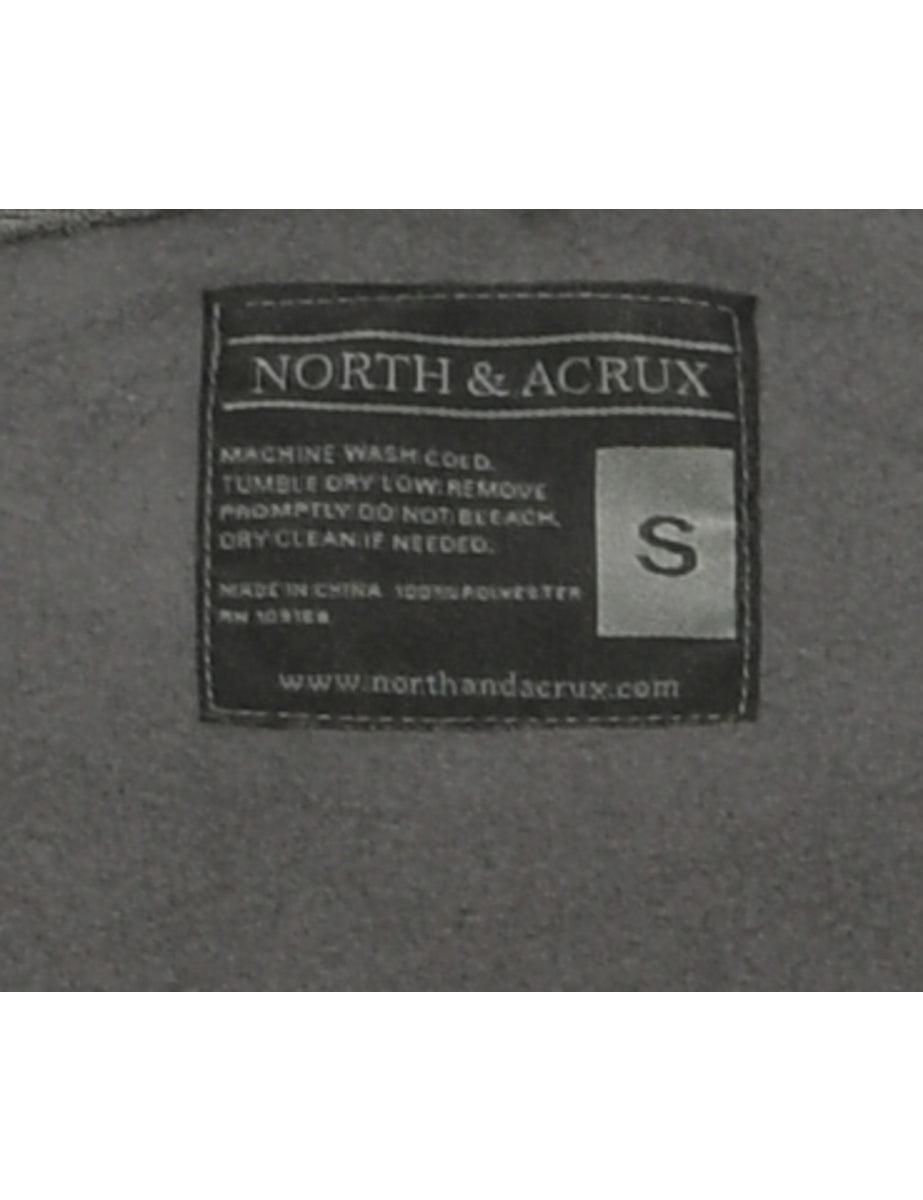 NORTH & ACRUX
MACHINE WASH COLD.
TUMBLE DRY LOW. REMOVE
PROMPTLY. DO NOT BLEACH.
DRY CLEAN IF NEEDED.
S
MADE IN CHINA 100% POLYESTER
RN
www.northandacrux.com